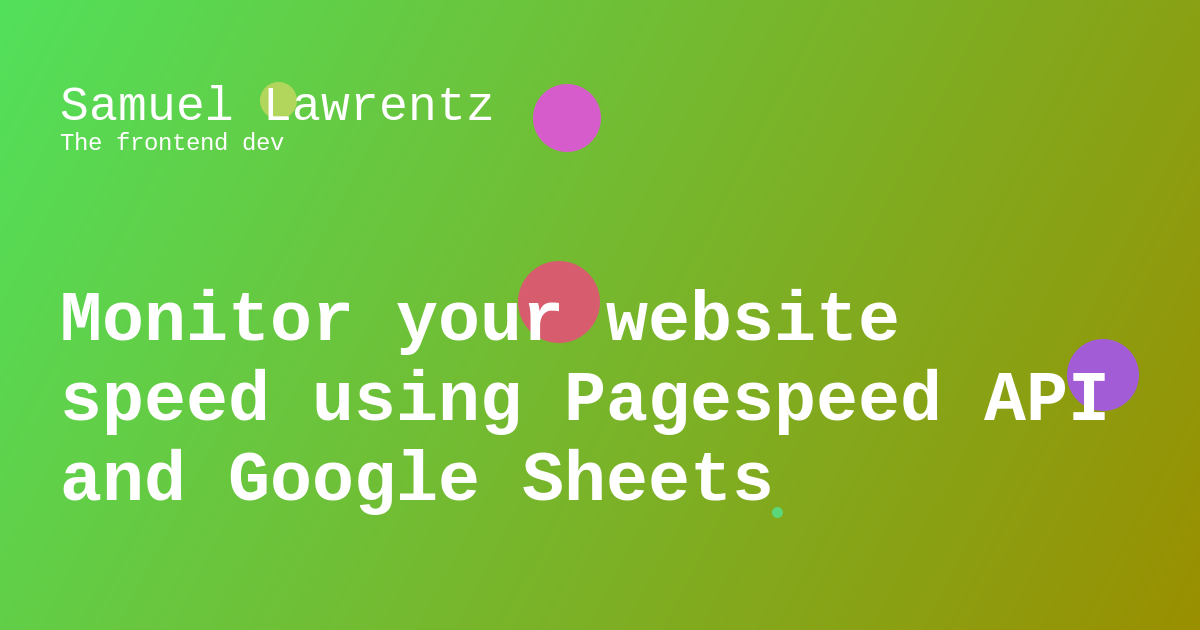 Samuel Lawrentz
The frontend dev
Monitor your website
speed using Pagespeed API
and Google Sheets